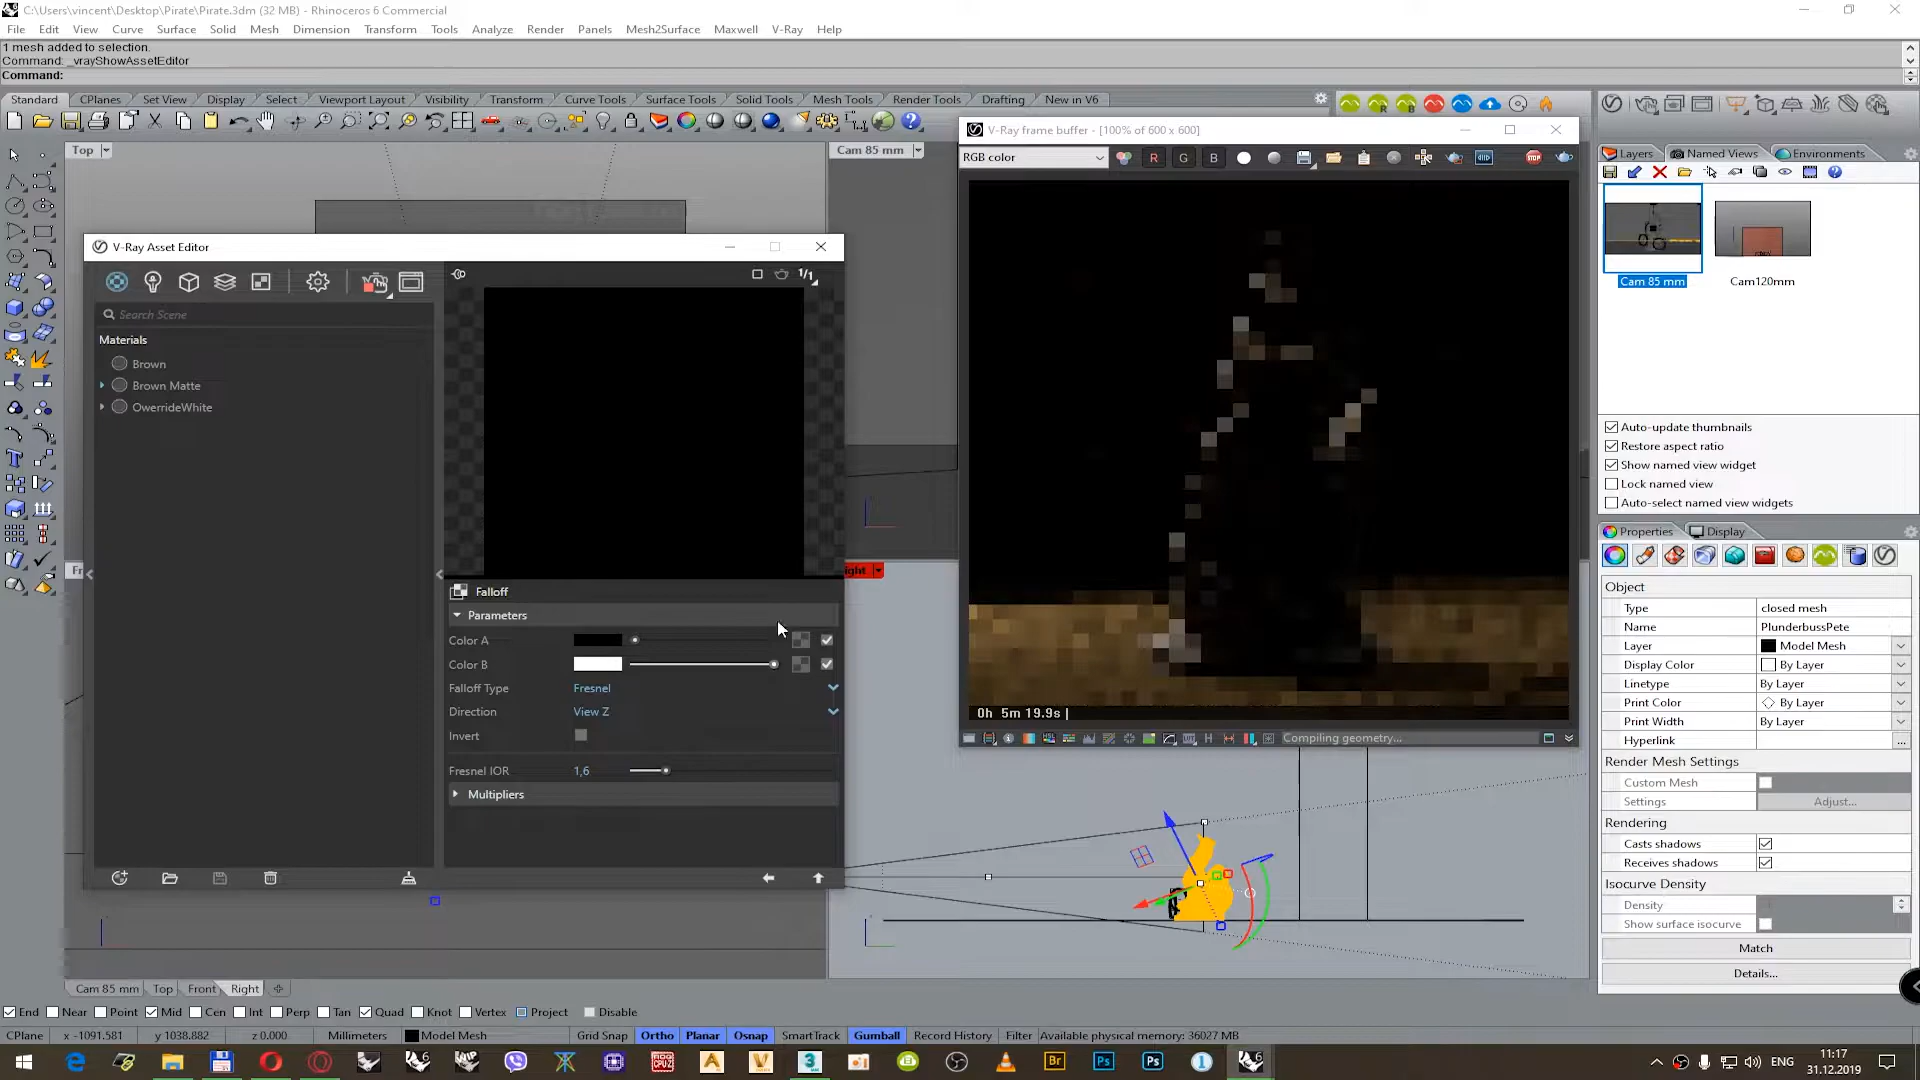 C:\Users\vincent\Desktop\Pirate\Pirate.3dm (32 MB) - Rhinoceros 6 Commercial
File Edit View Curve Surface Solid Mesh Dimension Transform Tools Analyze Render Panels Mesh2Surface Maxwell V-Ray Help
1 mesh added to selection.
Command: _vrayShowAssetEditor
Command:
Standard CPlanes Set View Display Select Viewport Layout Visibility Transform Curve Tools Surface Tools Solid Tools Mesh Tools Render Tools Drafting New in V6
Top
Cam 85 mm
V-Ray frame buffer - [100% of 600 x 600]
RGB color
R G B
0h 5m 19.9s |
Compiling geometry...
V-Ray Asset Editor
1/1
Search Scene
Materials
Brown
Brown Matte
OwerrideWhite
Falloff
Parameters
Color A
Color B
Falloff Type Fresnel
Direction View Z
Invert
Fresnel IOR 1,6
Multipliers
Fr
ight
Layers Named Views Environments
Cam 85 mm
Cam120mm
Auto-update thumbnails
Restore aspect ratio
Show named view widget
Lock named view
Auto-select named view widgets
Properties Display
Object
Type closed mesh
Name PlunderbussPete
Layer Model Mesh
Display Color By Layer
Linetype By Layer
Print Color By Layer
Print Width By Layer
Hyperlink ...
Render Mesh Settings
Custom Mesh
Settings Adjust...
Rendering
Casts shadows
Receives shadows
Isocurve Density
Density
Show surface isocurve
Match
Details...
Cam 85 mm Top Front Right
End Near Point Mid Cen Int Perp Tan Quad Knot Vertex Project Disable
CPlane x -1091.581 y 1038.882 z 0.000 Millimeters Model Mesh Grid Snap Ortho Planar Osnap SmartTrack Gumball Record History Filter Available physical memory: 36027 MB
Br Ps Ps
ENG
11:17
31.12.2019